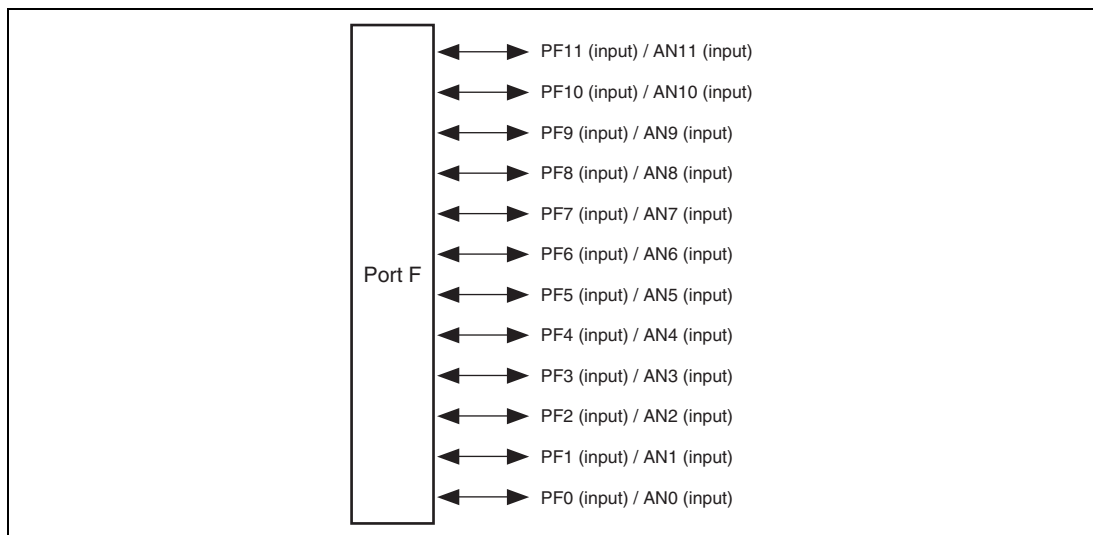 PF11 (input) / AN11 (input)
PF10 (input) / AN10 (input)
PF9 (input) / AN9 (input)
PF8 (input) / AN8 (input)
PF7 (input) / AN7 (input)
PF6 (input) / AN6 (input)
Port F
PF5 (input) / AN5 (input)
PF4 (input) / AN4 (input)
PF3 (input) / AN3 (input)
PF2 (input) / AN2 (input)
PF1 (input) / AN1 (input)
PF0 (input) / AN0 (input)